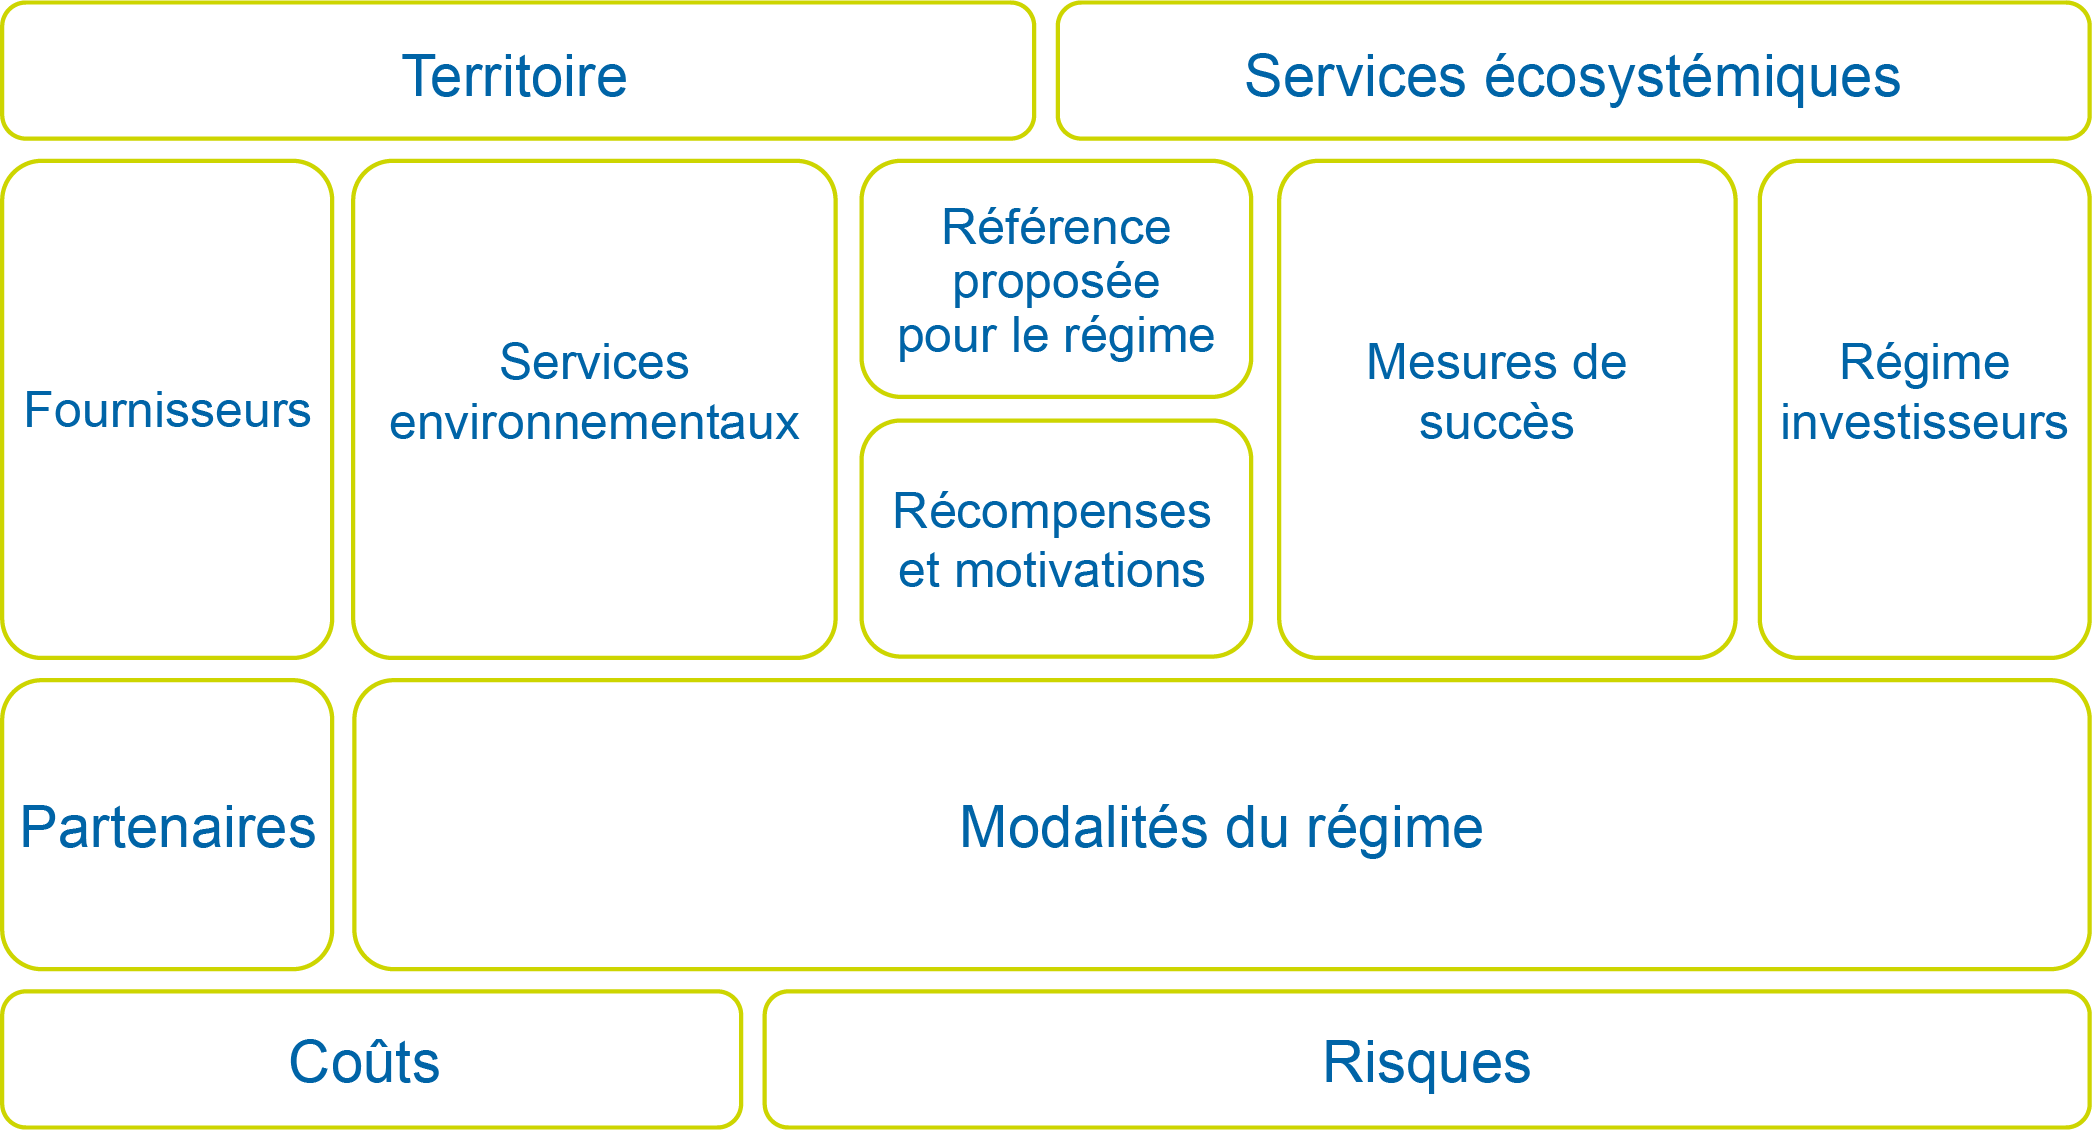 Territoire
Services écosystémiques
Fournisseurs
Services
environnementaux
Référence
proposée
pour le régime
Récompenses
et motivations
Mesures de
succès
Régime
investisseurs
Partenaires
Modalités du régime
Coûts
Risques